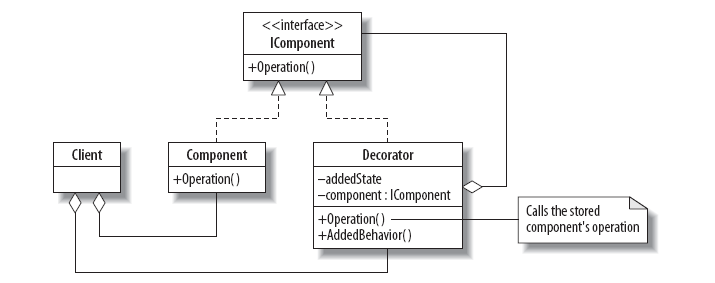 <<interface>>
IComponent
+Operation()
Client
Component
+Operation()
Decorator
–addedState
–component : IComponent
+Operation()
+AddedBehavior()
Calls the stored
component's operation